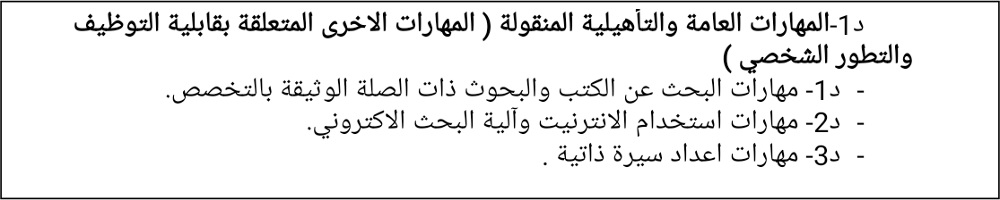 د1-المهارات العامة والتأهيلية المنقولة ( المهارات الاخرى المتعلقة بقابلية التوظيف
والتطور الشخصي )
- د1- مهارات البحث عن الكتب والبحوث ذات الصلة الوثيقة بالتخصص.
- د2- مهارات استخدام الانترنيت وآلية البحث الاكتروني.
- د3- مهارات اعداد سيرة ذاتية .